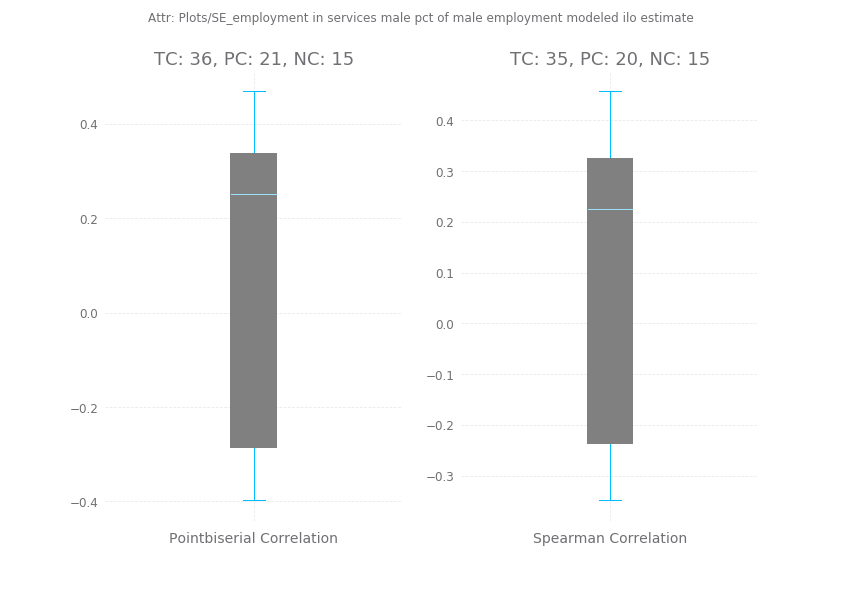 Attr: Plots/SE_employment in services male pct of male employment modeled ilo estimate
TC: 36, PC: 21, NC: 15
0.4
0.2
0.0
−0.2
−0.4
Pointbiserial Correlation
TC: 35, PC: 20, NC: 15
0.4
0.3
0.2
0.1
0.0
−0.1
−0.2
−0.3
Spearman Correlation